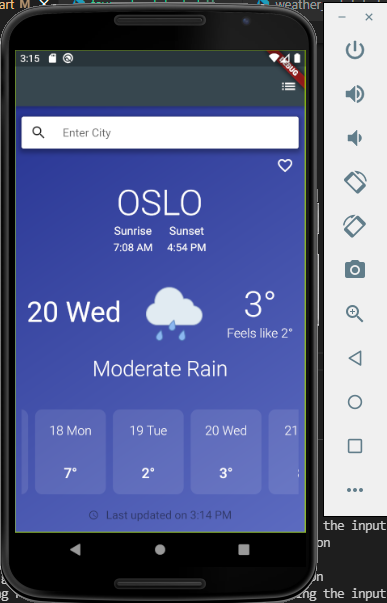 art M
weather
3:15
DEBUG
Enter City
OSLO
Sunrise Sunset
7:08 AM 4:54 PM
20 Wed
3°
Feels like 2°
Moderate Rain
18 Mon 19 Tue 20 Wed 21
7° 2° 3°
Last updated on 3:14 PM
the input
on
on
ing the input